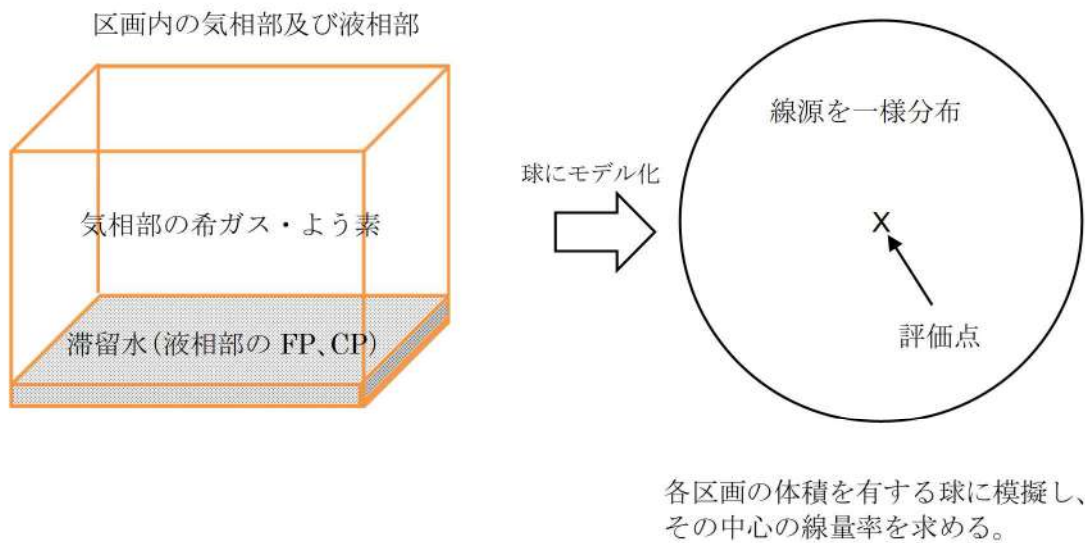 区画内の気相部及び液相部
線源を一様分布
球にモデル化
気相部の希ガス・よう素
X
滞留水(液相部の FP、CP)
評価点
各区画の体積を有する球に模擬し、
その中心の線量率を求める。